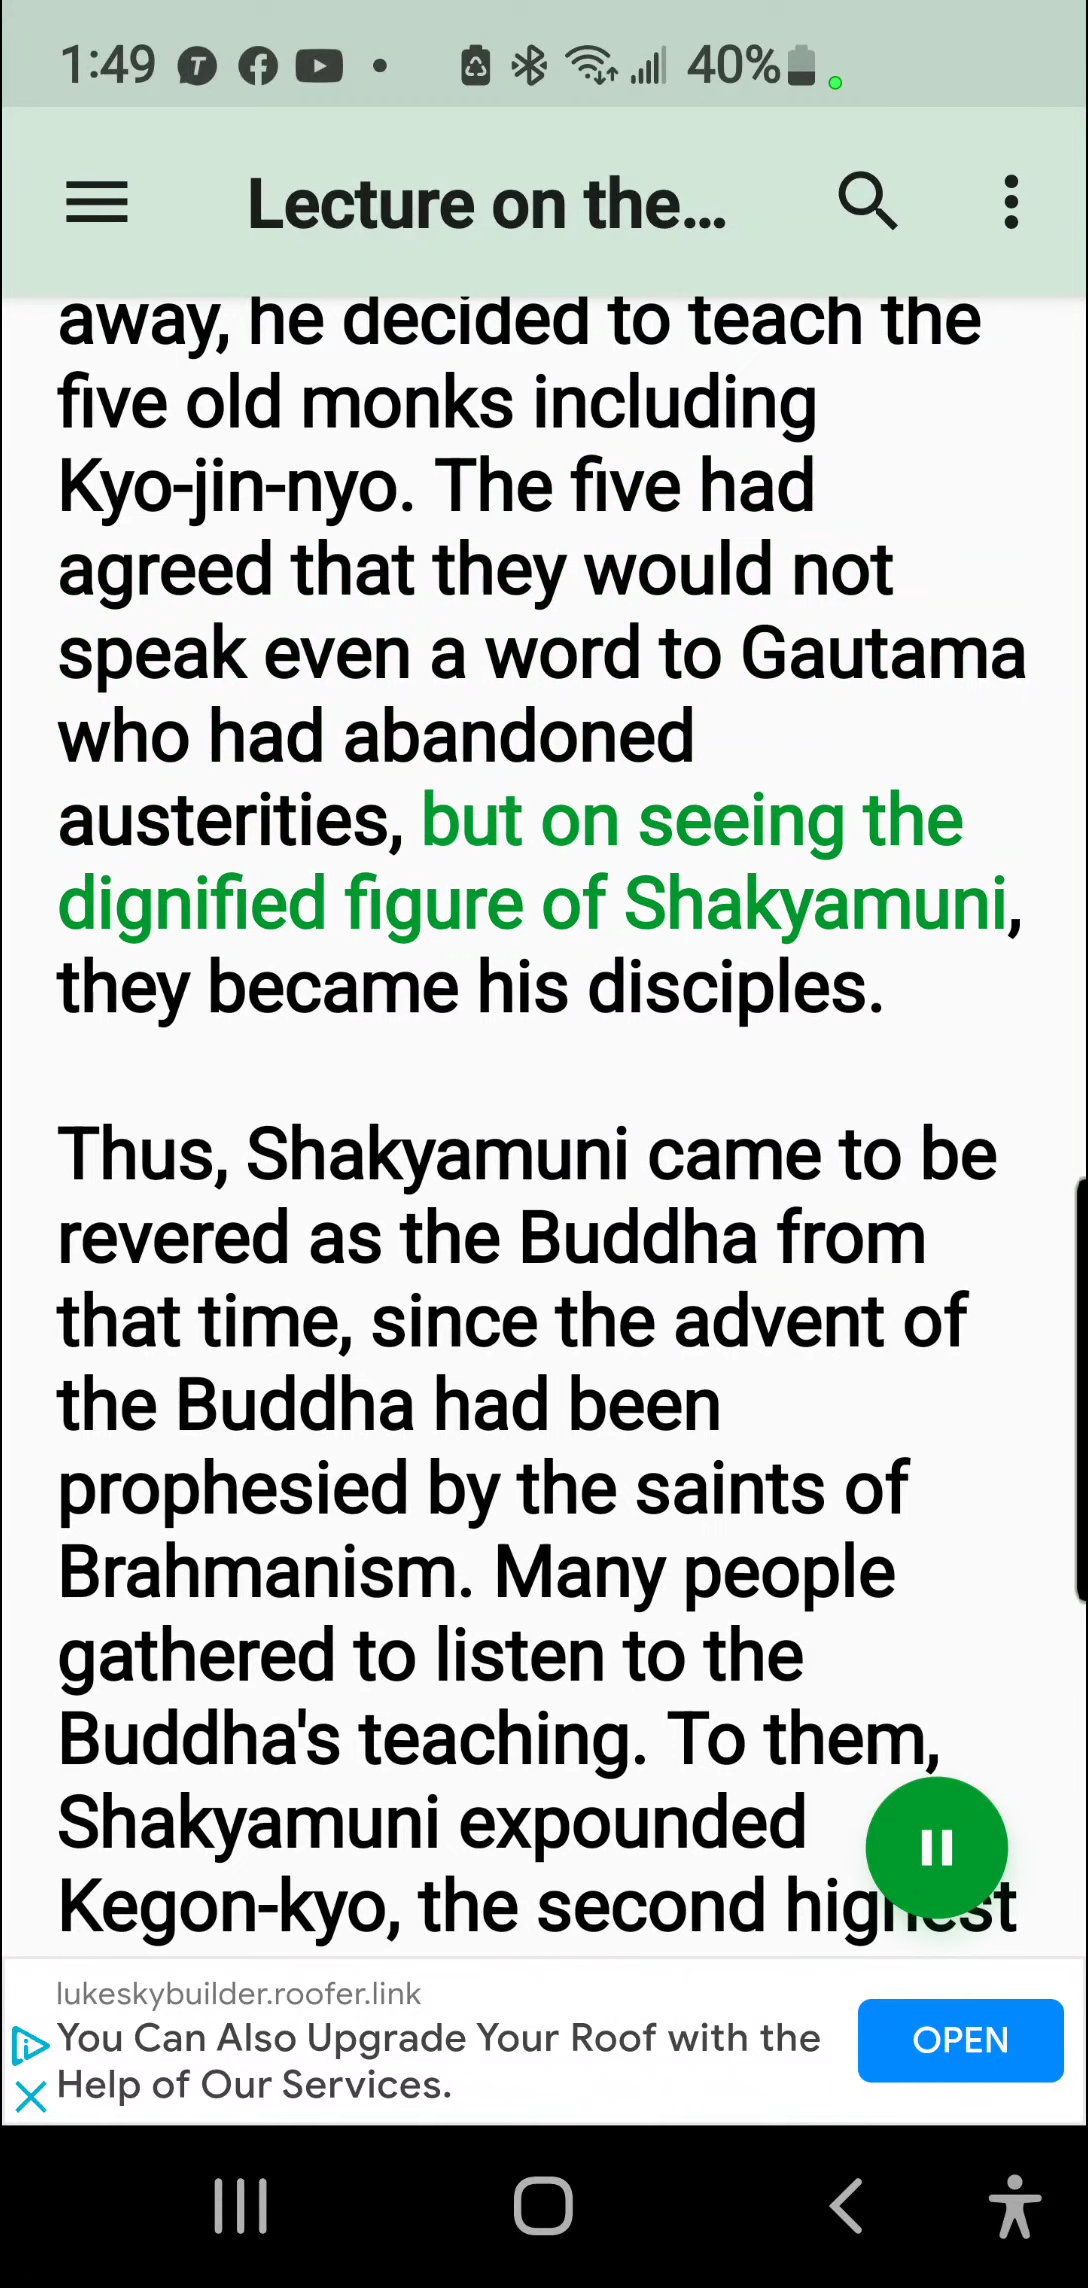 1:49 40%
Lecture on the...
away, he decided to teach the
five old monks including
Kyo-jin-nyo. The five had
agreed that they would not
speak even a word to Gautama
who had abandoned
austerities, but on seeing the
dignified figure of Shakyamuni,
they became his disciples.
Thus, Shakyamuni came to be
revered as the Buddha from
that time, since the advent of
the Buddha had been
prophesied by the saints of
Brahmanism. Many people
gathered to listen to the
Buddha's teaching. To them,
Shakyamuni expounded
Kegon-kyo, the second highest
lukeskybuilder.roofer.link
You Can Also Upgrade Your Roof with the
Help of Our Services.
OPEN